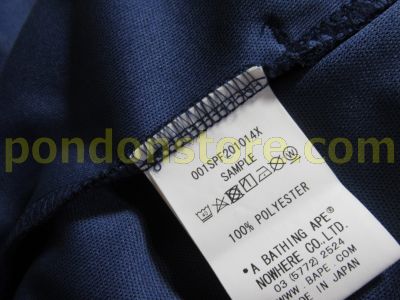 001SPF201014X
SAMPLE
100% POLYESTER
*A BATHING APE®
NOWHERE CO.,LTD.
03 (5772) 2524
WWW.BAPE.COM
MADE IN JAPAN
pondonstore.com